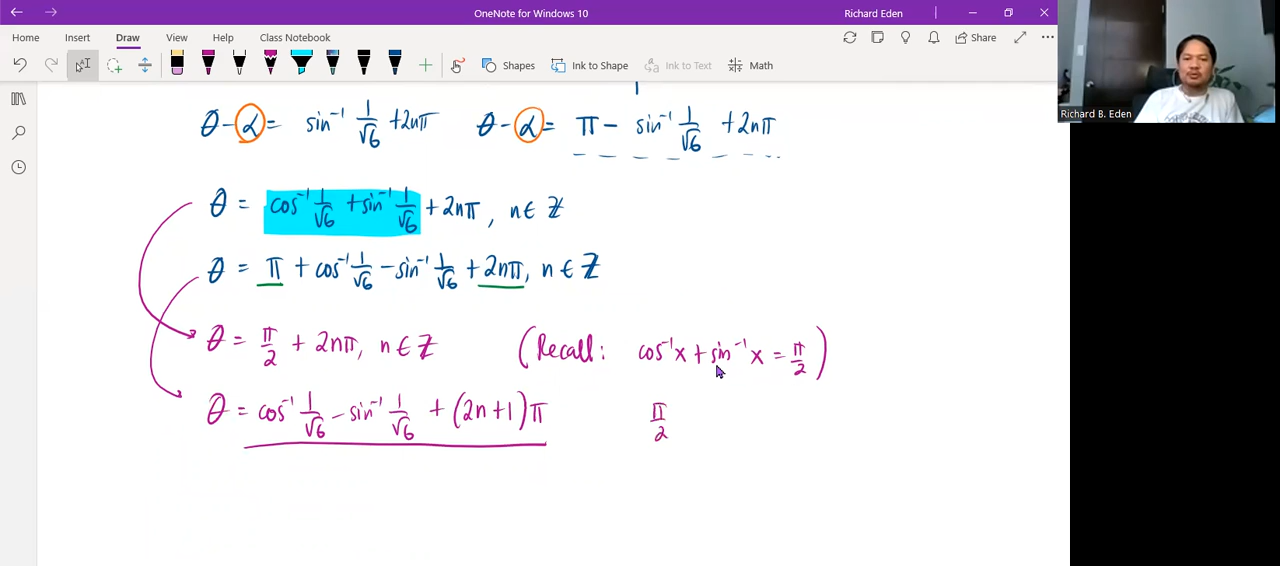 OneNote for Windows 10
Richard Eden
Home Insert Draw View Help Class Notebook
Share
Shapes Ink to Shape Ink to Text Math
θ - α = sin⁻¹ 1/√6 + 2nπ θ - α = π - sin⁻¹ 1/√6 + 2nπ
θ = cos⁻¹ 1/√6 + sin⁻¹ 1/√6 + 2nπ, n ∈ ℤ
θ = π + cos⁻¹ 1/√6 - sin⁻¹ 1/√6 + 2nπ, n ∈ ℤ
θ = π/2 + 2nπ, n ∈ ℤ (Recall: cos⁻¹x + sin⁻¹x = π/2)
θ = cos⁻¹ 1/√6 - sin⁻¹ 1/√6 + (2n+1)π π/2
Richard B. Eden